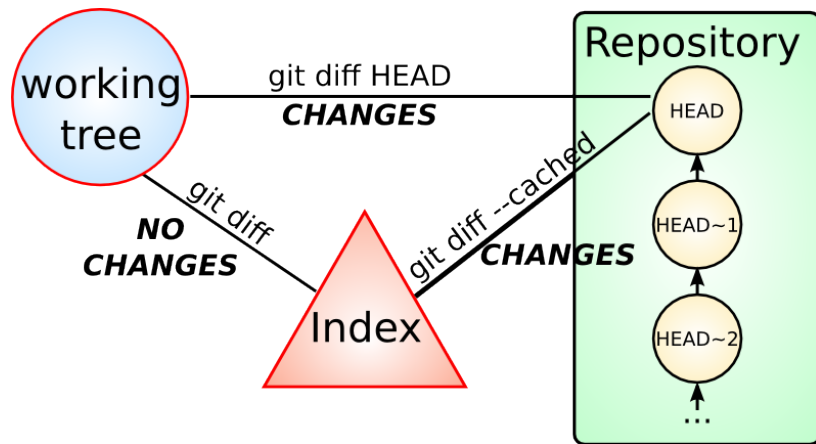 Repository
working
tree
git diff HEAD
CHANGES
HEAD
git diff
NO
CHANGES
git diff --cached
CHANGES
HEAD~1
Index
HEAD~2
...